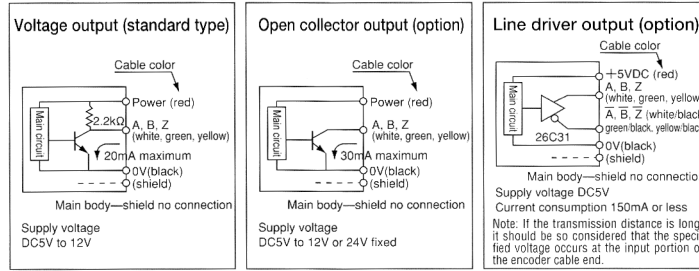 Voltage output (standard type)
Cable color
Main circuit
Power (red)
2.2kΩ
A, B, Z
(white, green, yellow)
20mA maximum
0V(black)
(shield)
Main body—shield no connection
Supply voltage
DC5V to 12V
Open collector output (option)
Cable color
Main circuit
Power (red)
A, B, Z
(white, green, yellow)
30mA maximum
0V(black)
(shield)
Main body—shield no connection
Supply voltage
DC5V to 12V or 24V fixed
Line driver output (option)
Cable color
Main circuit
+5VDC (red)
A, B, Z
(white, green, yellow
A̅, B̅, Z̅ (white/black
green/black, yellow/blac
26C31
0V(black)
(shield)
Main body—shield no connectio
Supply voltage DC5V
Current consumption 150mA or less
Note: If the transmission distance is long
it should be so considered that the speci
fied voltage occurs at the input portion o
the encoder cable end.